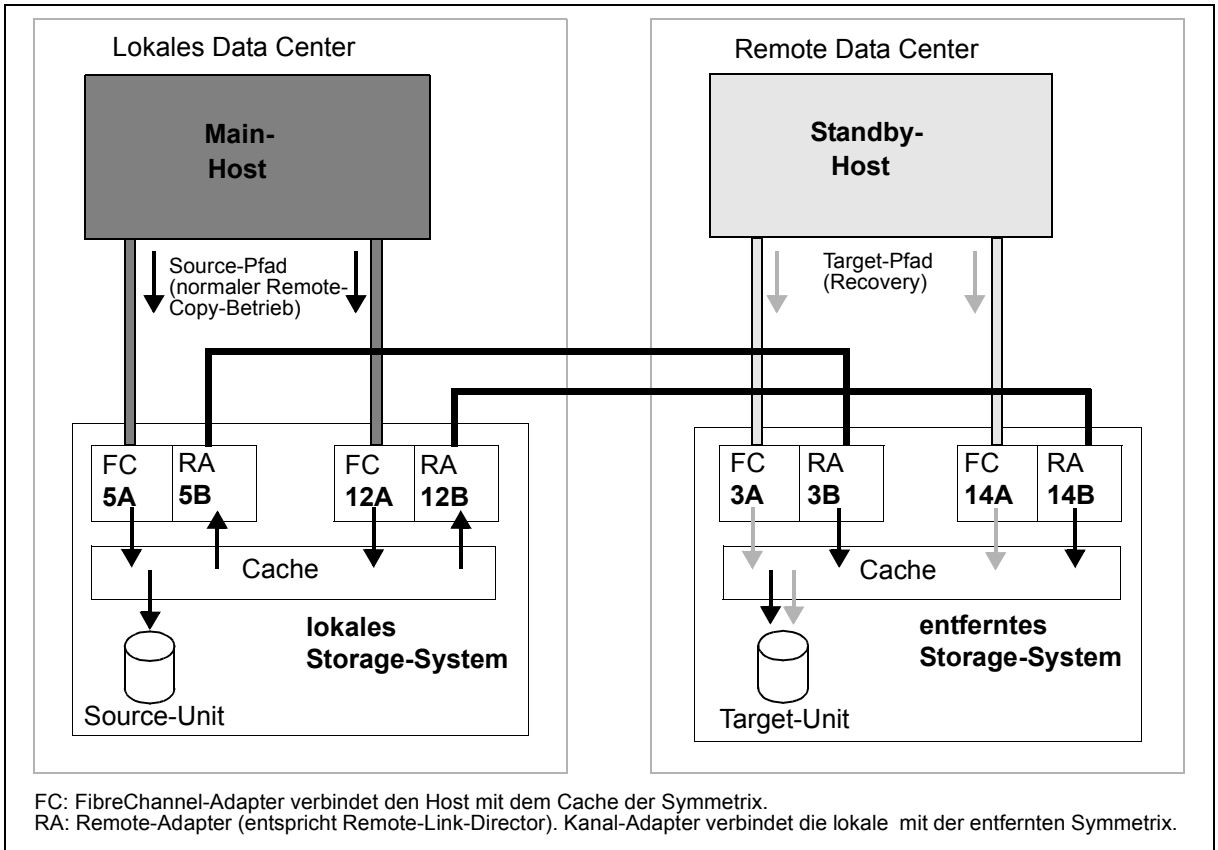 Lokales Data Center
Remote Data Center
Main-
Host
Standby-
Host
Source-Pfad
(normaler Remote-
Copy-Betrieb)
Target-Pfad
(Recovery)
FC
5A
RA
5B
FC
12A
RA
12B
FC
3A
RA
3B
FC
14A
RA
14B
Cache
Cache
lokales
Storage-System
entferntes
Storage-System
Source-Unit
Target-Unit
FC: FibreChannel-Adapter verbindet den Host mit dem Cache der Symmetrix.
RA: Remote-Adapter (entspricht Remote-Link-Director). Kanal-Adapter verbindet die lokale mit der entfernten Symmetrix.